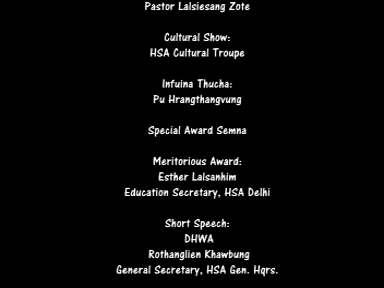 Pastor Lalsiesang Zote
Cultural Show:
HSA Cultural Troupe
Infuina Thucha:
Pu Hrangthangvung
Special Award Semna
Meritorious Award:
Esther Lalsanhim
Education Secretary, HSA Delhi
Short Speech:
DHWA
Rothanglien Khawbung
General Secretary, HSA Gen. Hqrs.